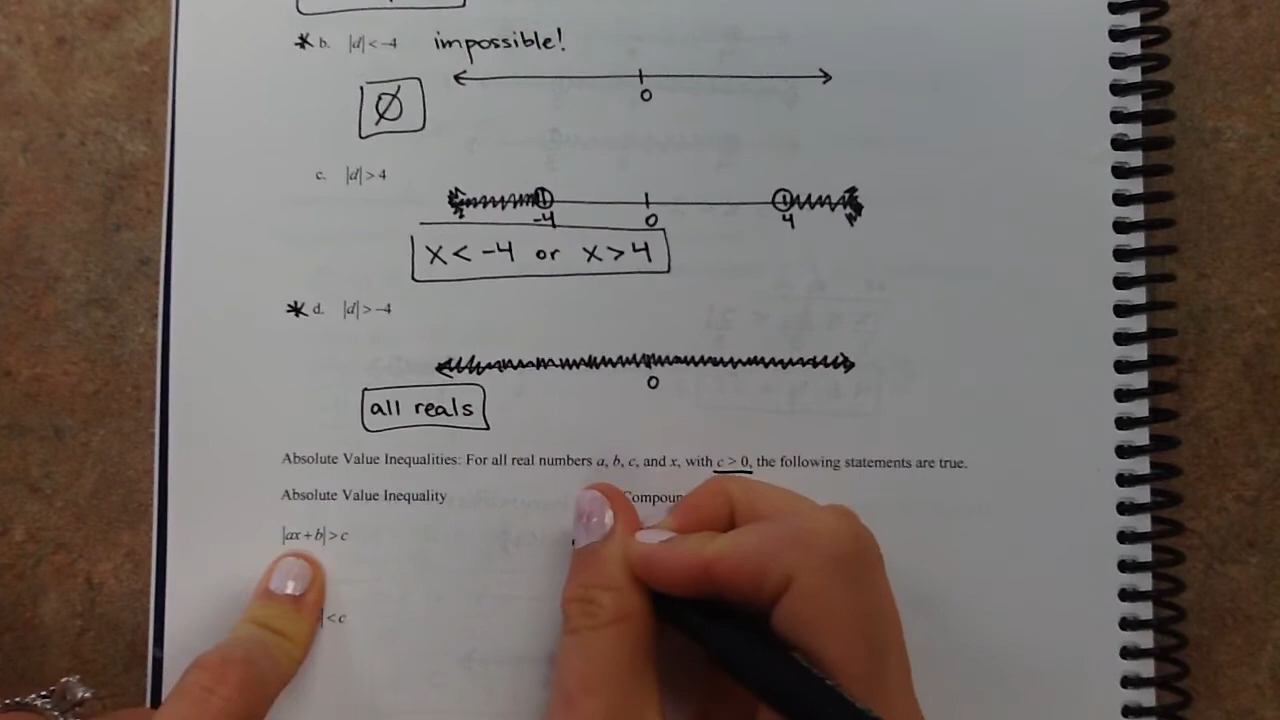 * b. |d| < -4 impossible!
0
Ø
c. |d| > 4
-4 0 4
x < -4 or x > 4
* d. |d| > -4
0
all reals
Absolute Value Inequalities: For all real numbers a, b, c, and x, with c > 0, the following statements are true.
Absolute Value Inequality
|ax + b| > c
| < c